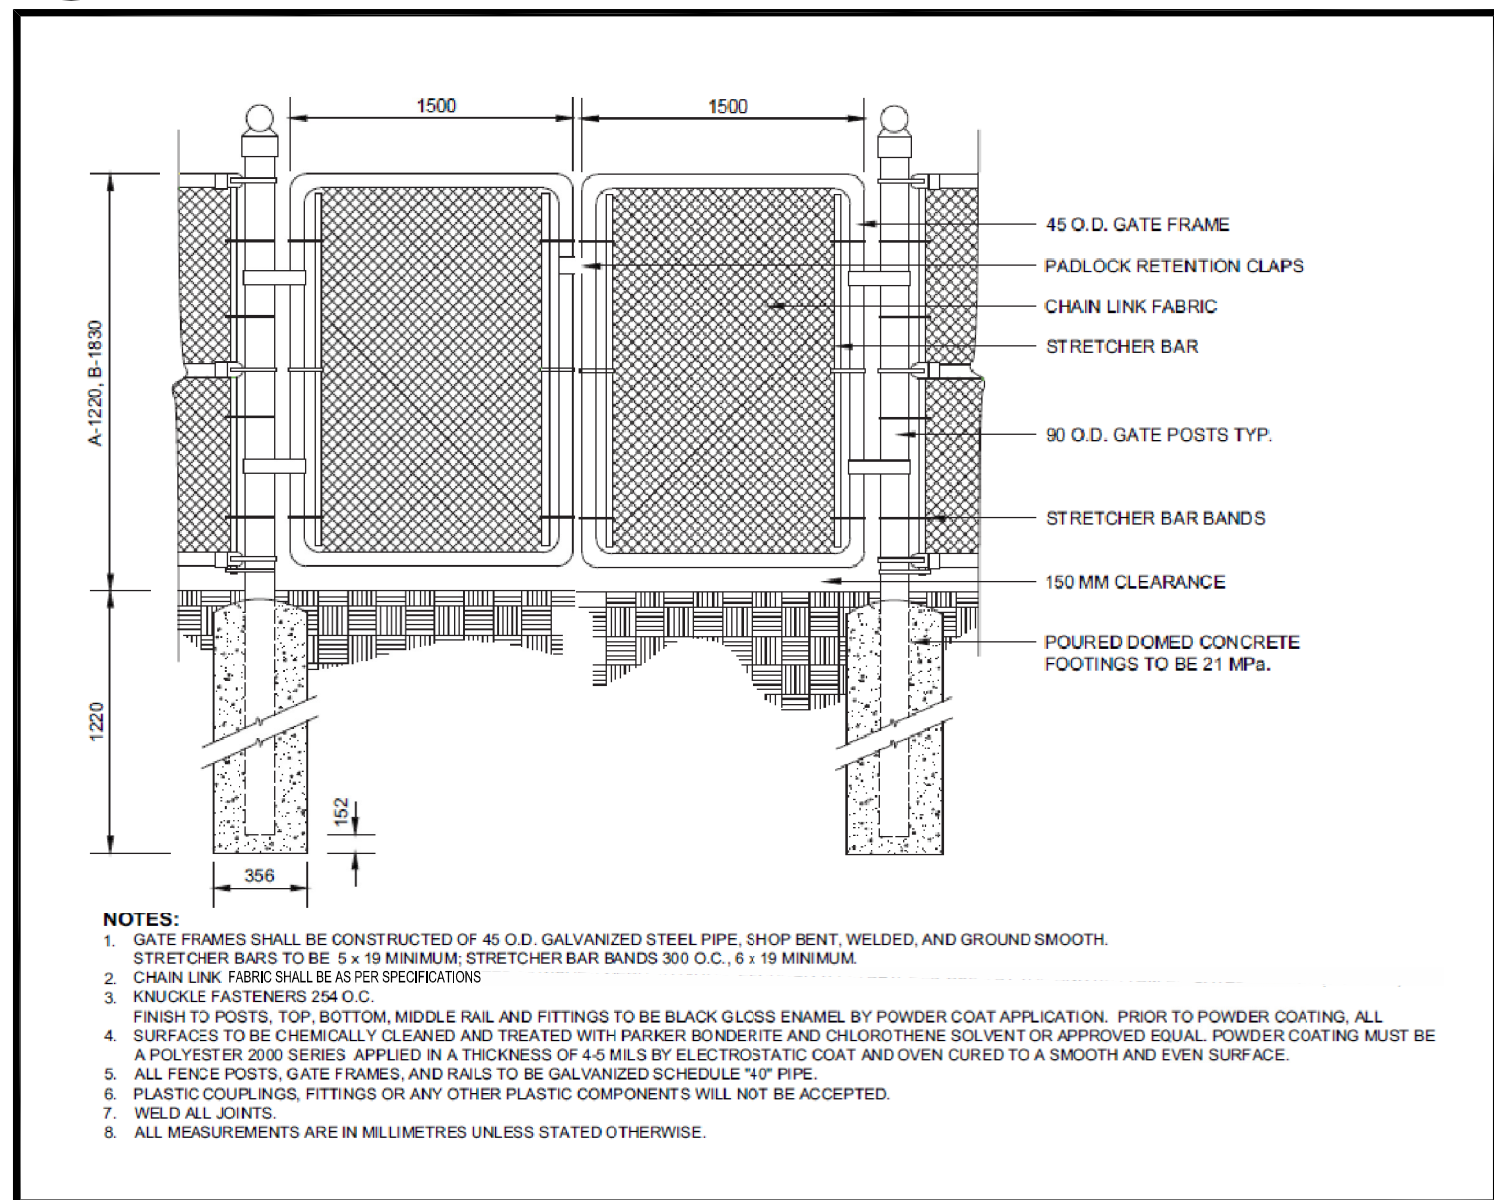 1500
1500
45 O.D. GATE FRAME
PADLOCK RETENTION CLAPS
CHAIN LINK FABRIC
STRETCHER BAR
A-1220, B-1830
90 O.D. GATE POSTS TYP.
STRETCHER BAR BANDS
150 MM CLEARANCE
POURED DOMED CONCRETE
FOOTINGS TO BE 21 MPa.
1220
152
356
NOTES:
1. GATE FRAMES SHALL BE CONSTRUCTED OF 45 O.D. GALVANIZED STEEL PIPE, SHOP BENT, WELDED, AND GROUND SMOOTH.
STRETCHER BARS TO BE 5 x 19 MINIMUM; STRETCHER BAR BANDS 300 O.C., 6 x 19 MINIMUM.
2. CHAIN LINK FABRIC SHALL BE AS PER SPECIFICATIONS
3. KNUCKLE FASTENERS 254 O.C.
FINISH TO POSTS, TOP, BOTTOM, MIDDLE RAIL AND FITTINGS TO BE BLACK GLOSS ENAMEL BY POWDER COAT APPLICATION. PRIOR TO POWDER COATING, ALL
4. SURFACES TO BE CHEMICALLY CLEANED AND TREATED WITH PARKER BONDERITE AND CHLOROTHENE SOLVENT OR APPROVED EQUAL. POWDER COATING MUST BE
A POLYESTER 2000 SERIES APPLIED IN A THICKNESS OF 4-5 MILS BY ELECTROSTATIC COAT AND OVEN CURED TO A SMOOTH AND EVEN SURFACE.
5. ALL FENCE POSTS, GATE FRAMES, AND RAILS TO BE GALVANIZED SCHEDULE "40" PIPE.
6. PLASTIC COUPLINGS, FITTINGS OR ANY OTHER PLASTIC COMPONENTS WILL NOT BE ACCEPTED.
7. WELD ALL JOINTS.
8. ALL MEASUREMENTS ARE IN MILLIMETRES UNLESS STATED OTHERWISE.